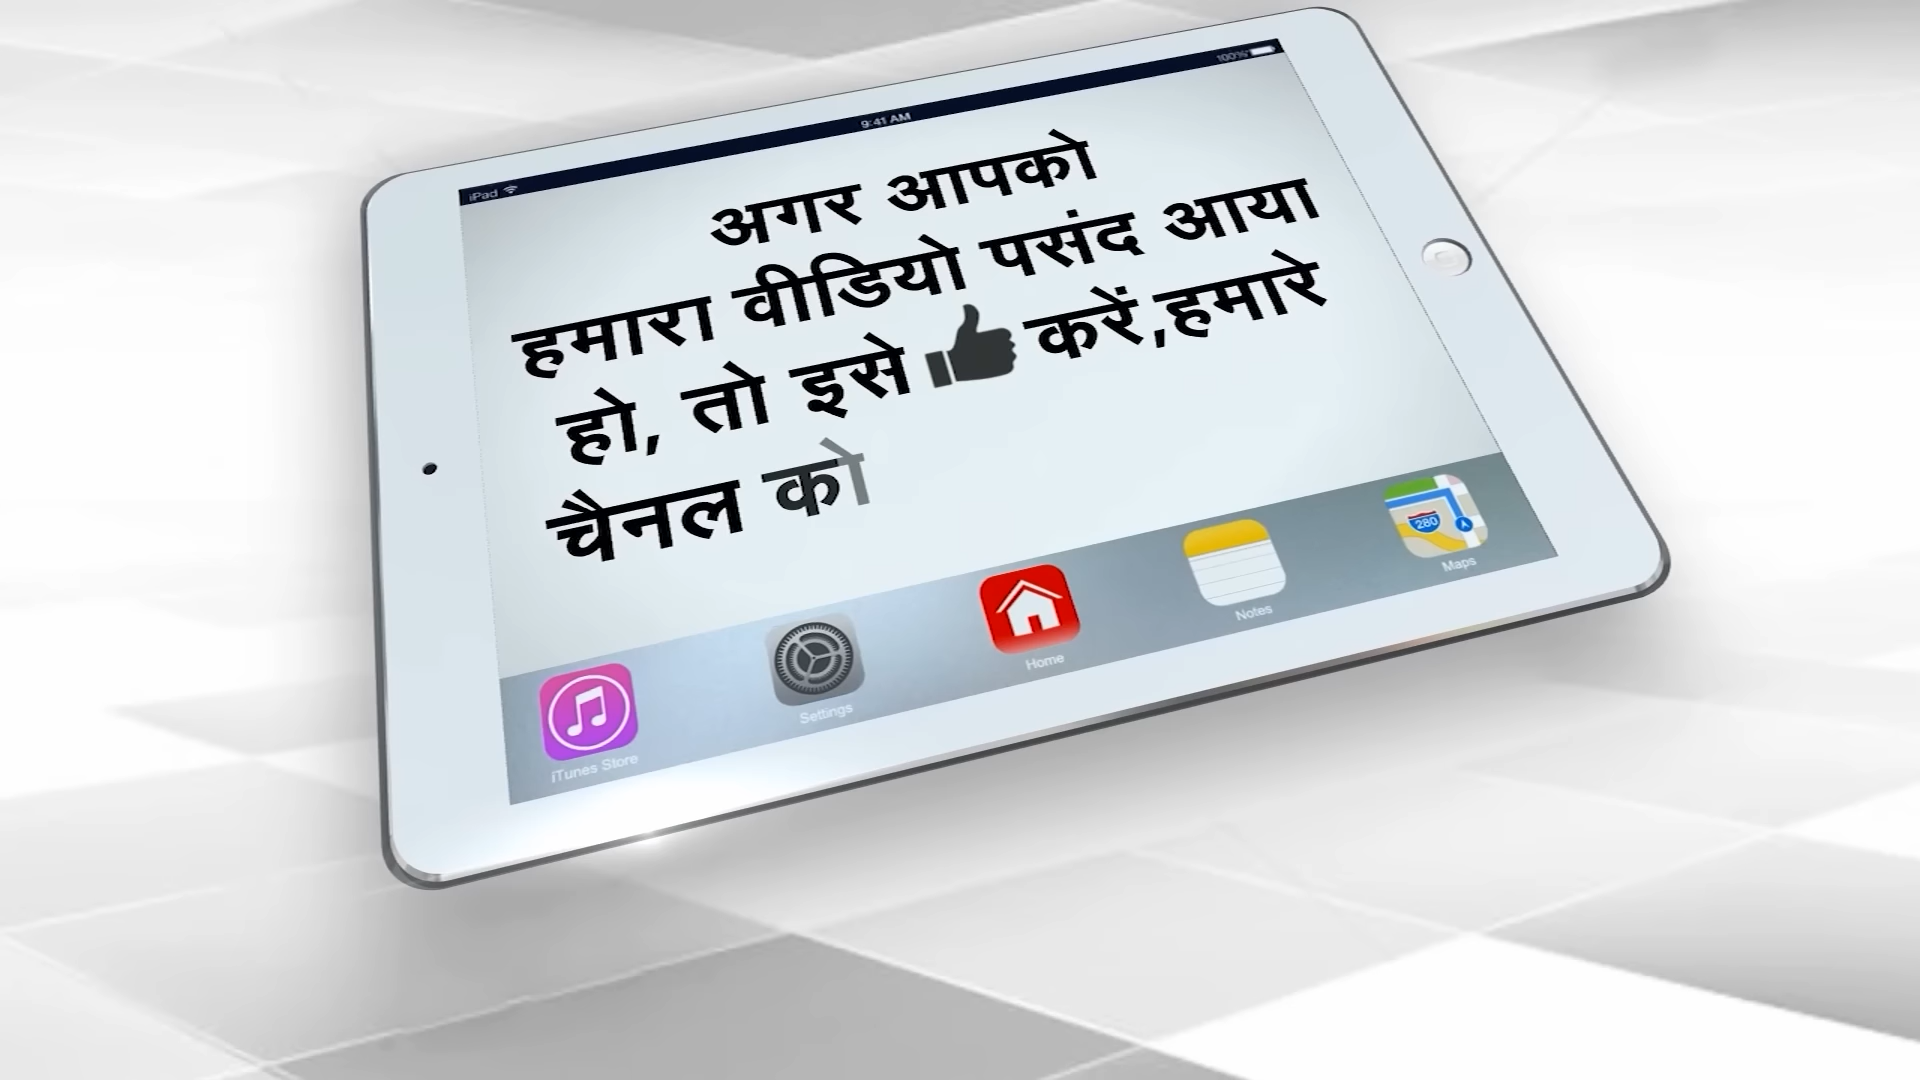 iPad
9:41 AM
100%
अगर आपको
हमारा वीडियो पसंद आया
हो, तो इसे करें,हमारे
चैनल को
iTunes Store
Settings
Home
Notes
280
Maps